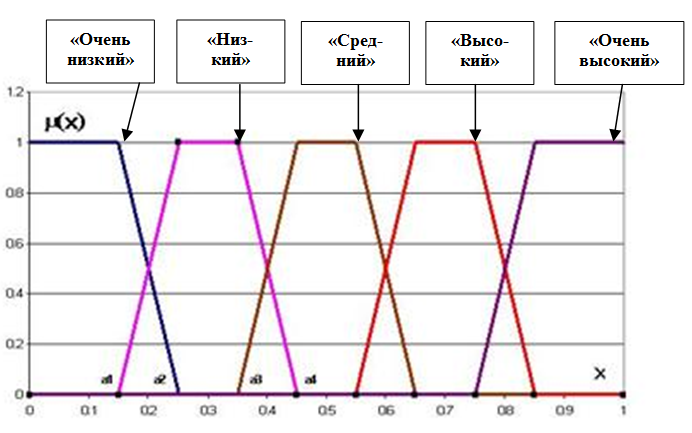 «Очень
низкий»
«Низ-
кий»
«Сред-
ний»
«Высо-
кий»
«Очень
высокий»
1.2
μ(x)
1
0.8
0.6
0.4
0.2
0
a1 a2 a3 a4 x
0 0.1 0.2 0.3 0.4 0.5 0.6 0.7 0.8 0.9 1